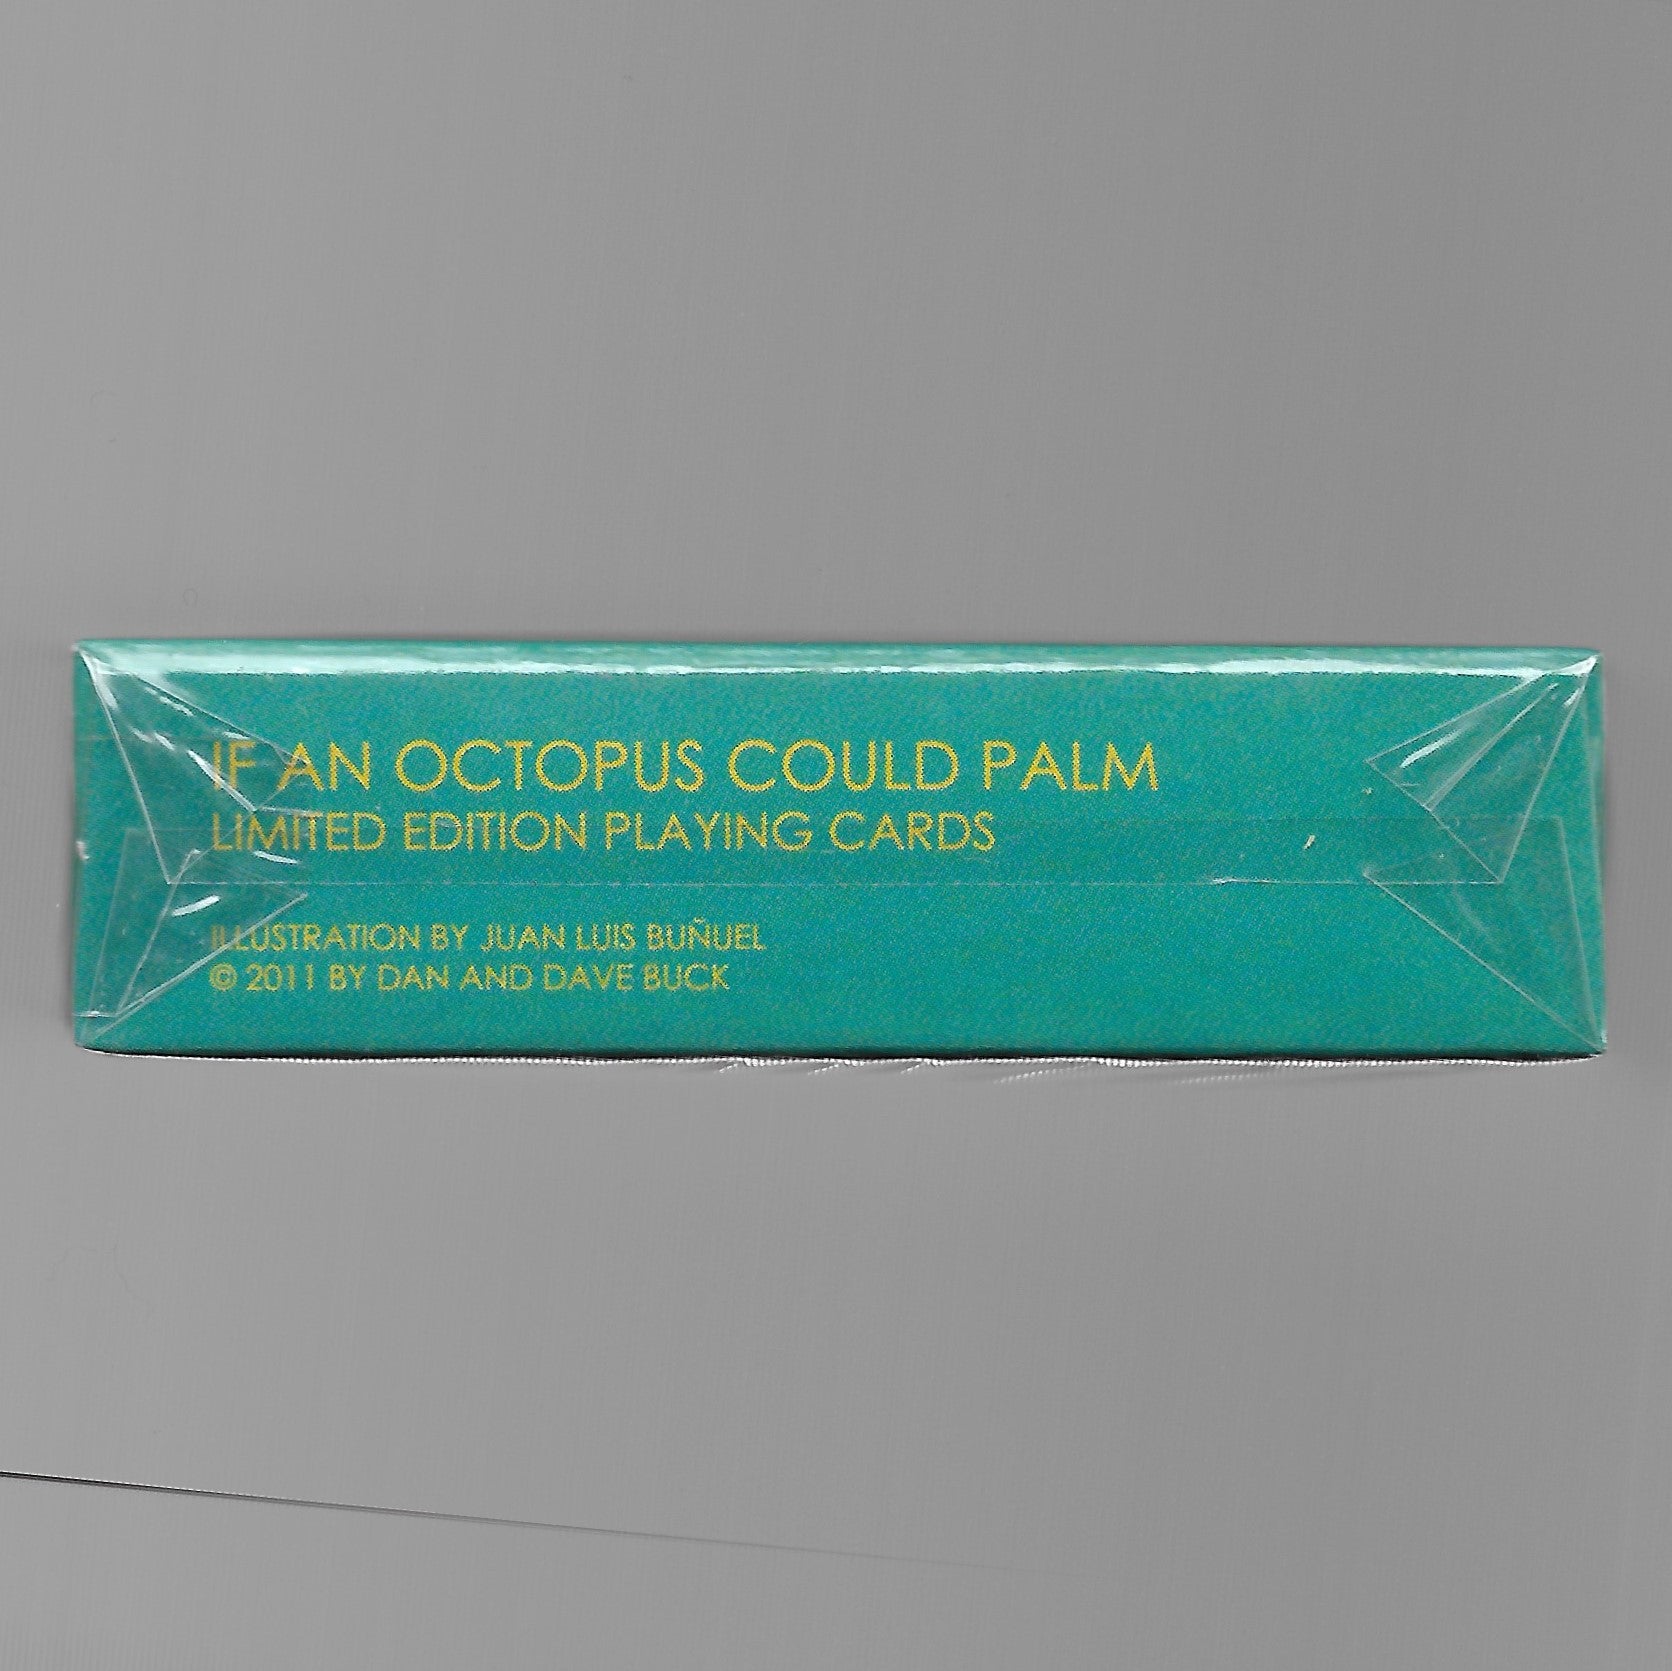 IF AN OCTOPUS COULD PALM
LIMITED EDITION PLAYING CARDS
ILLUSTRATION BY JUAN LUIS BUÑUEL
© 2011 BY DAN AND DAVE BUCK